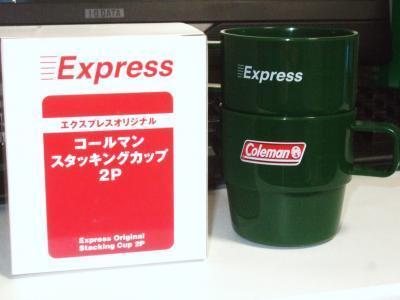 I-O DATA
Express
エクスプレスオリジナル
コールマン
スタッキングカップ
2P
Express Original
Stacking Cup 2P
Express
Coleman